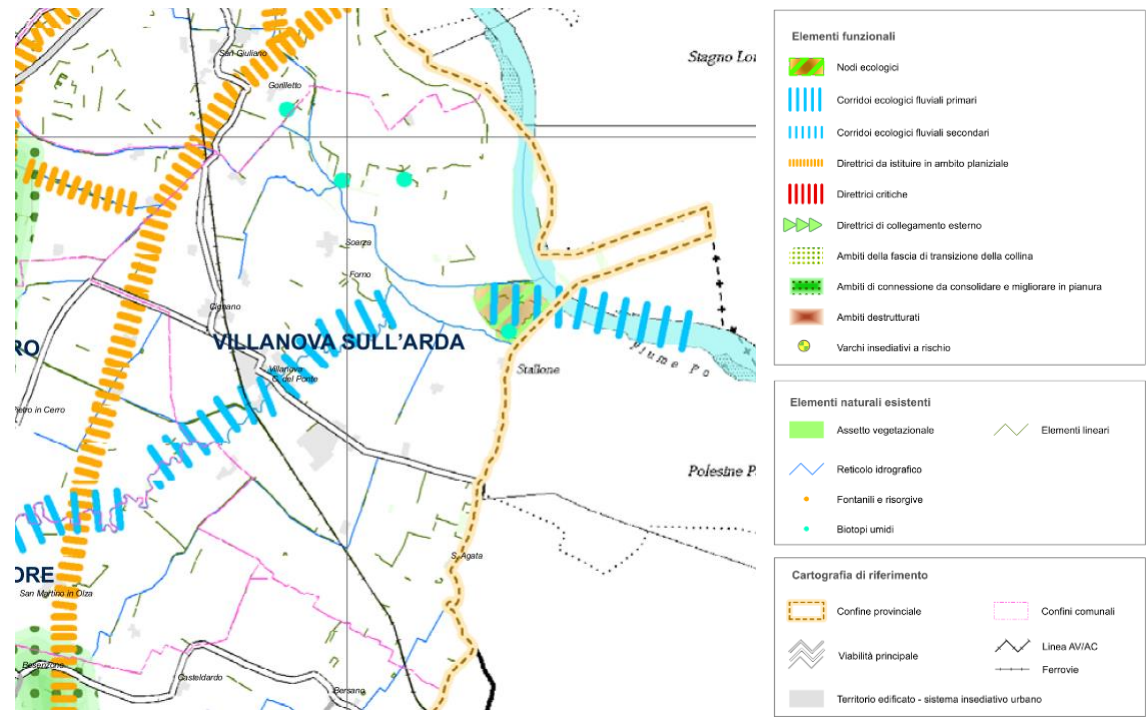 San Giuliano
Stagno Lo
Gorilletto
Soarza
Forno
Cignano
VILLANOVA SULL'ARDA
RO
Villanova
C. del Ponte
Stallione
Fiume Po
Pietro in Cerro
Polesine P
S. Agata
ORE
San Martino in Olza
Besenzone
Casteldardo
Bersano
Elementi funzionali
Nodi ecologici
Corridoi ecologici fluviali primari
Corridoi ecologici fluviali secondari
Direttrici da istituire in ambito planiziale
Direttrici critiche
Direttrici di collegamento esterno
Ambiti della fascia di transizione della collina
Ambiti di connessione da consolidare e migliorare in pianura
Ambiti destrutturati
Varchi insediativi a rischio
Elementi naturali esistenti
Assetto vegetazionale
Elementi lineari
Reticolo idrografico
Fontanili e risorgive
Biotopi umidi
Cartografia di riferimento
Confine provinciale
Confini comunali
Viabilità principale
Linea AV/AC
Ferrovie
Territorio edificato - sistema insediativo urbano